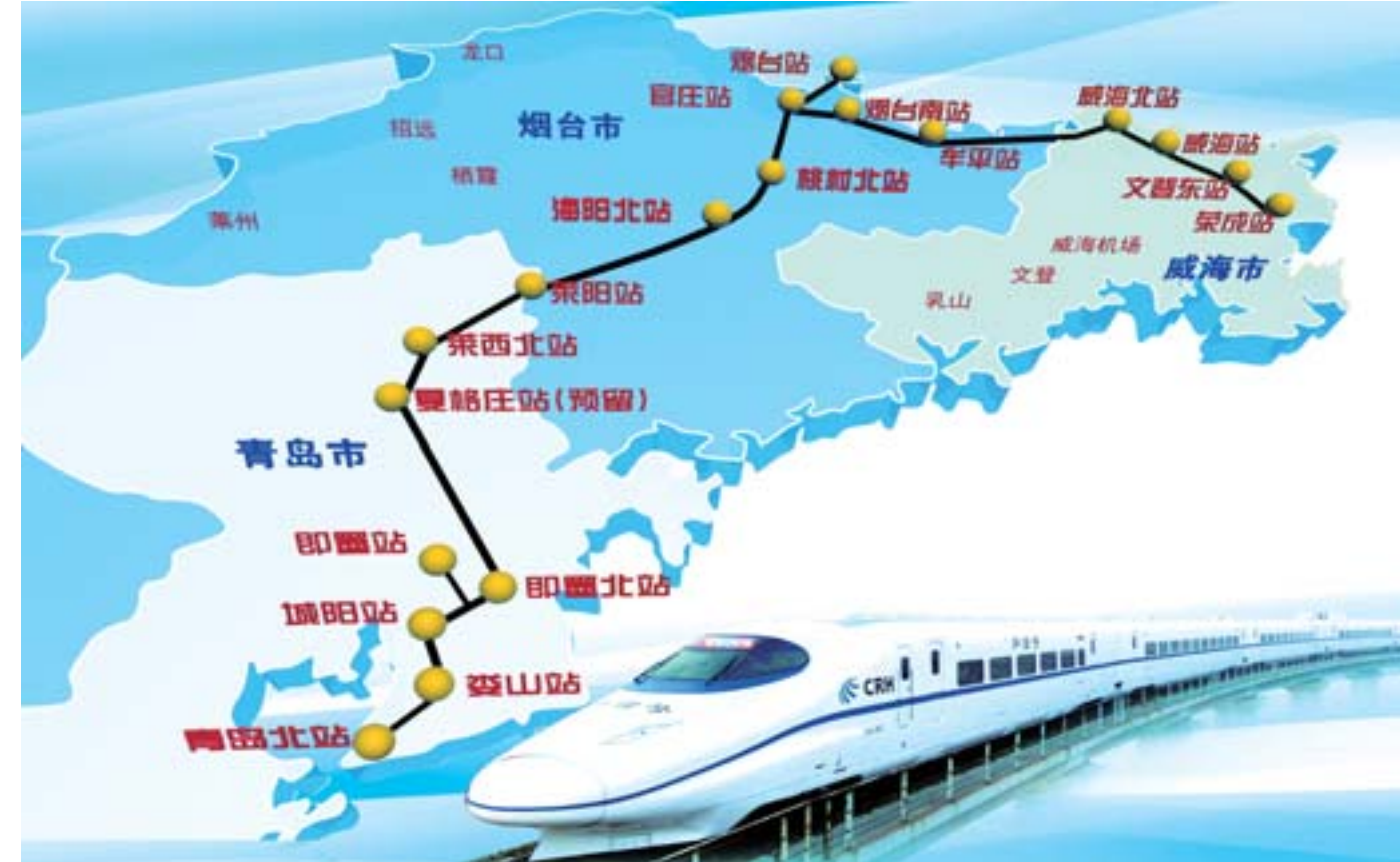 龙口
烟台站
官庄站
烟台南站
威海北站
招远
烟台市
牟平站
威海站
栖霞
桃村北站
文登东站
海阳北站
荣成站
莱州
威海机场
威海市
文登
乳山
莱阳站
莱西北站
夏格庄站(预留)
青岛市
即墨站
即墨北站
城阳站
娄山站
青岛北站
CRH